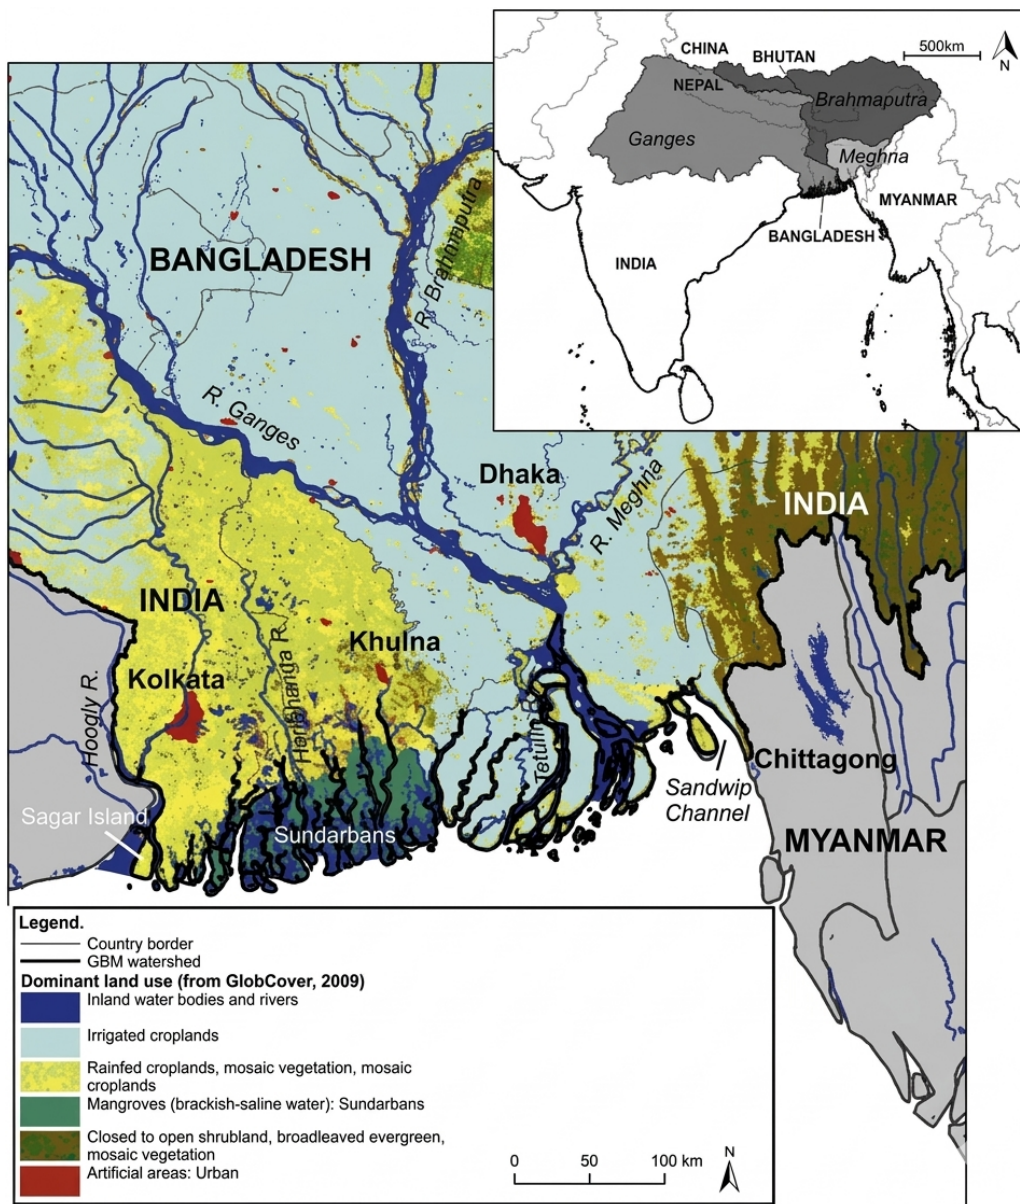 CHINA
BHUTAN
500km
N
NEPAL
Brahmaputra
Ganges
Meghna
MYANMAR
BANGLADESH
INDIA
BANGLADESH
R. Brahmaputra
R. Ganges
Dhaka
R. Meghna
INDIA
INDIA
Khulna
Kolkata
Hoogly R.
Tetulin R.
Chittagong
Sandwip
Channel
Sagar Island
Sundarbans
MYANMAR
Legend.
Country border
GBM watershed
Dominant land use (from GlobCover, 2009)
Inland water bodies and rivers
Irrigated croplands
Rainfed croplands, mosaic vegetation, mosaic
croplands
Mangroves (brackish-saline water): Sundarbans
Closed to open shrubland, broadleaved evergreen,
mosaic vegetation
Artificial areas: Urban
0 50 100 km
N